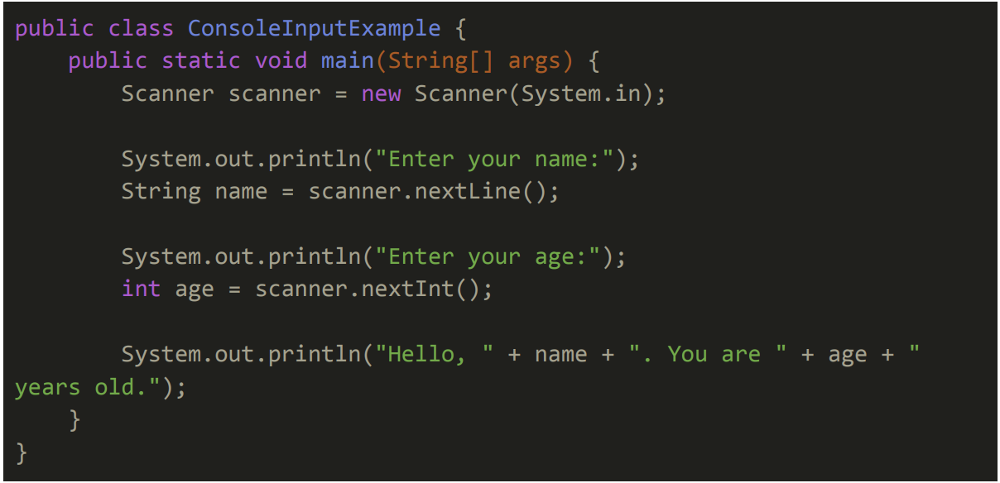 public class ConsoleInputExample {
    public static void main(String[] args) {
        Scanner scanner = new Scanner(System.in);

        System.out.println("Enter your name:");
        String name = scanner.nextLine();

        System.out.println("Enter your age:");
        int age = scanner.nextInt();

        System.out.println("Hello, " + name + ". You are " + age + "
years old.");
    }
}